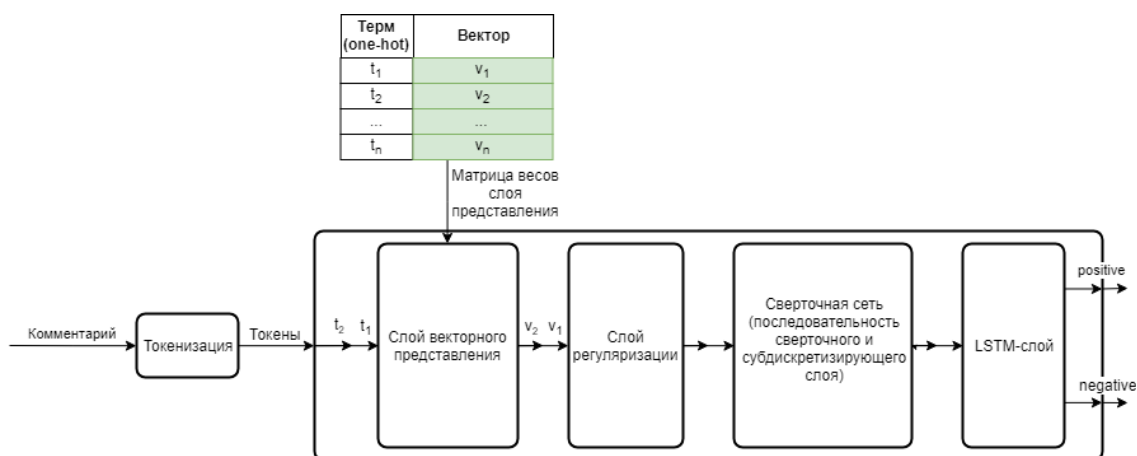 Терм
(one-hot)
Вектор
t1
v1
t2
v2
...
...
tn
vn
Матрица весов
слоя
представления
Комментарий
Токенизация
Токены
t2
t1
Слой векторного
представления
v2
v1
Слой
регуляризации
Сверточная сеть
(последовательность
сверточного и
субдискретизирующего
слоя)
LSTM-слой
positive
negative